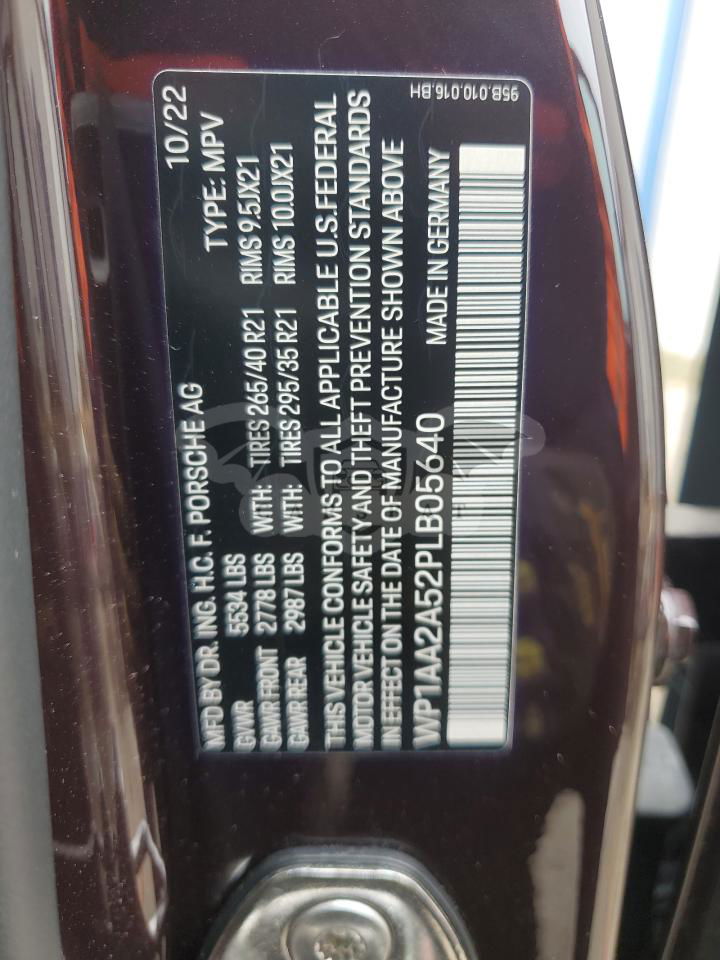 MFD BY DR. ING. H.C. F. PORSCHE AG 10/22
GVWR 5534 LBS TYPE: MPV
GAWR FRONT 2778 LBS WITH: TIRES 265/40 R21 RIMS 9.5JX21
GAWR REAR 2987 LBS WITH: TIRES 295/35 R21 RIMS 10.0JX21
THIS VEHICLE CONFORMS TO ALL APPLICABLE U.S. FEDERAL
MOTOR VEHICLE SAFETY AND THEFT PREVENTION STANDARDS
IN EFFECT ON THE DATE OF MANUFACTURE SHOWN ABOVE
WP1AA2A52PLB05640 MADE IN GERMANY
95B.010.016.BH